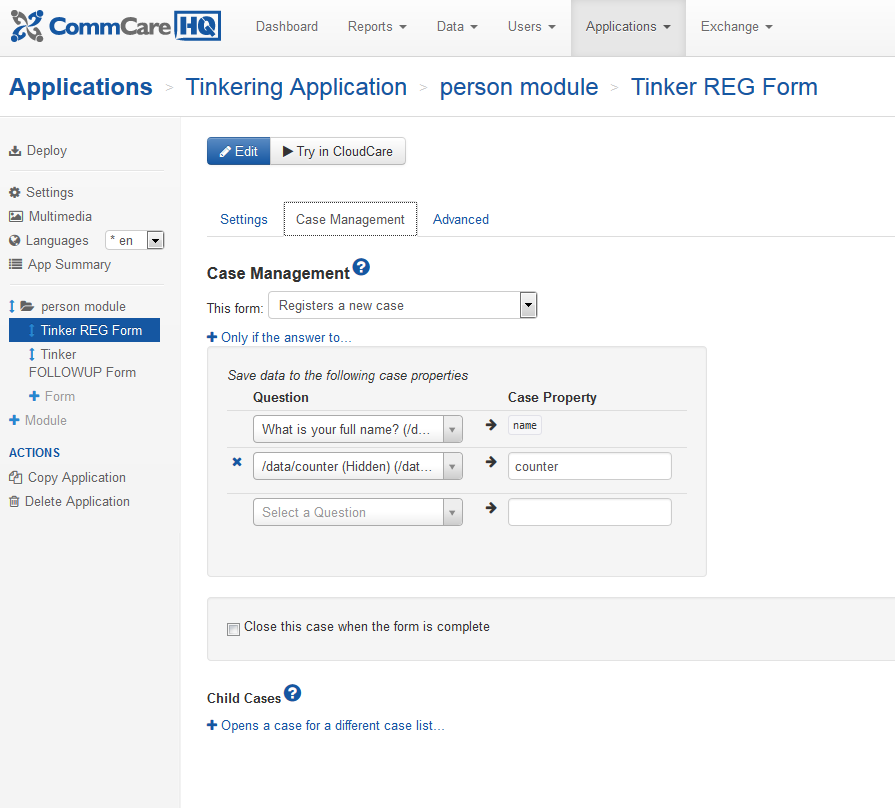 CommCare HQ Dashboard Reports Data Users Applications Exchange
Applications > Tinkering Application > person module > Tinker REG Form
Deploy
Settings
Multimedia
Languages * en
App Summary
person module
Tinker REG Form
Tinker
FOLLOWUP Form
Form
Module
ACTIONS
Copy Application
Delete Application
Edit Try in CloudCare
Settings Case Management Advanced
Case Management ?
This form: Registers a new case
Only if the answer to...
Save data to the following case properties
Question Case Property
What is your full name? (/d... name
/data/counter (Hidden) (/dat... counter
Select a Question
Close this case when the form is complete
Child Cases ?
Opens a case for a different case list...